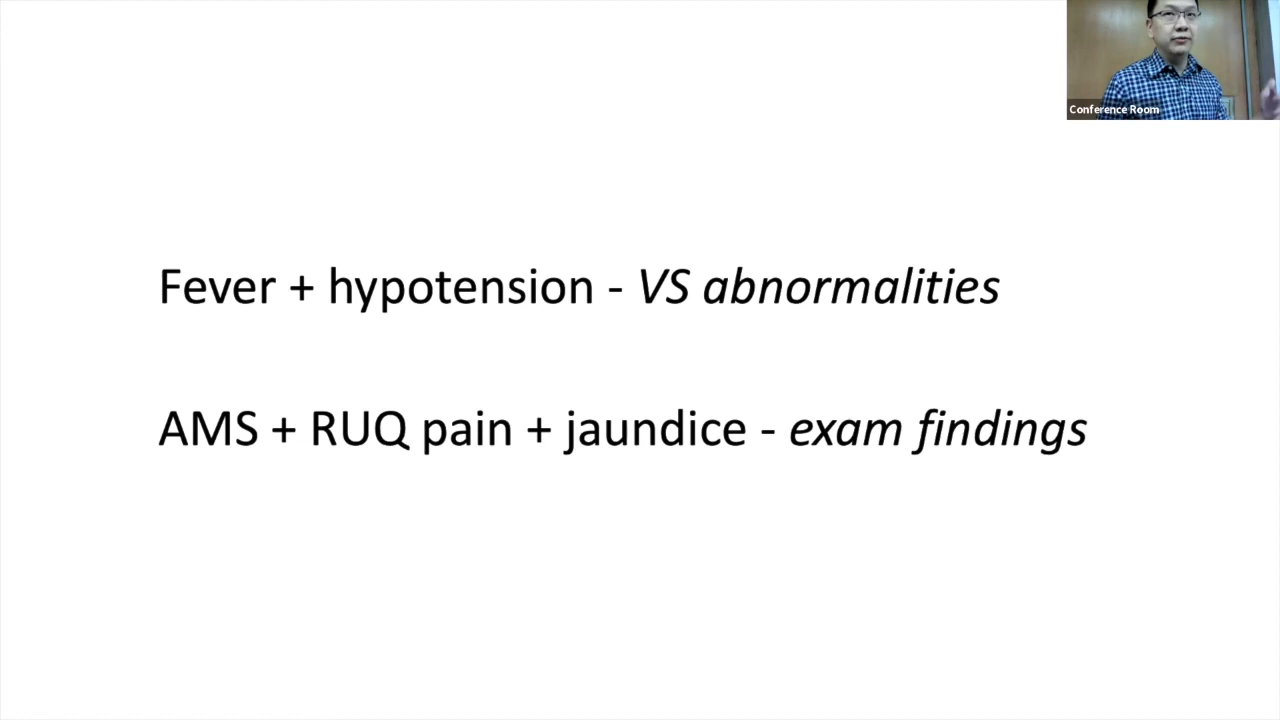 Conference Room
Fever + hypotension - VS abnormalities
AMS + RUQ pain + jaundice - exam findings